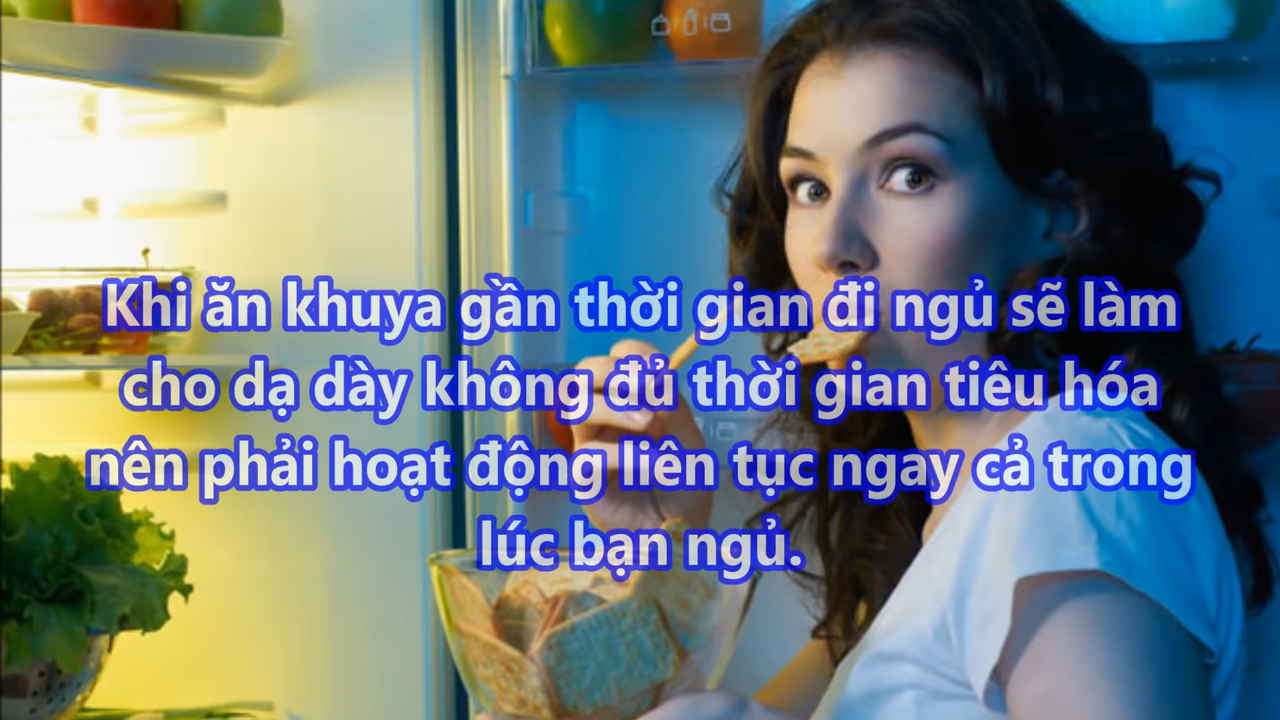 Khi ăn khuya gần thời gian đi ngủ sẽ làm
cho dạ dày không đủ thời gian tiêu hóa
nên phải hoạt động liên tục ngay cả trong
lúc bạn ngủ.